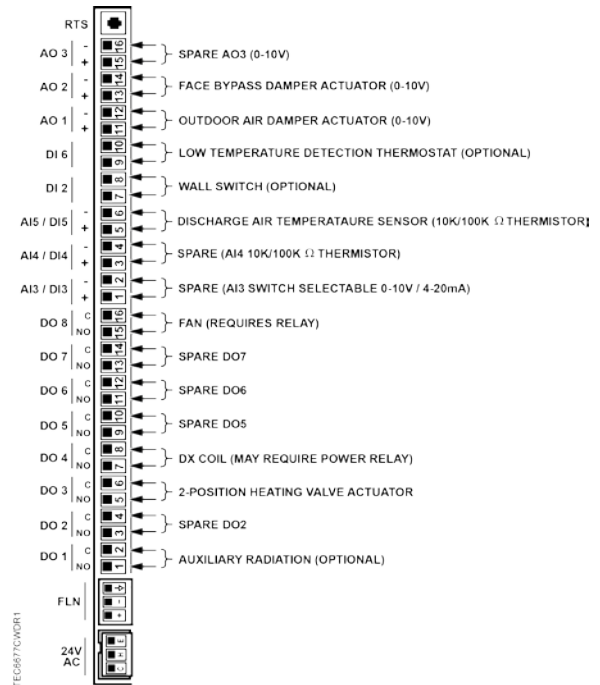 RTS
AO 3 - + 16 15 SPARE AO3 (0-10V)
AO 2 - + 14 13 FACE BYPASS DAMPER ACTUATOR (0-10V)
AO 1 - + 12 11 OUTDOOR AIR DAMPER ACTUATOR (0-10V)
DI 6 10 9 LOW TEMPERATURE DETECTION THERMOSTAT (OPTIONAL)
DI 2 8 7 WALL SWITCH (OPTIONAL)
AI5 / DI5 - + 6 5 DISCHARGE AIR TEMPERATAURE SENSOR (10K/100K Ω THERMISTOR)
AI4 / DI4 - + 4 3 SPARE (AI4 10K/100K Ω THERMISTOR)
AI3 / DI3 - + 2 1 SPARE (AI3 SWITCH SELECTABLE 0-10V / 4-20mA)
DO 8 C NO 16 15 FAN (REQUIRES RELAY)
DO 7 C NO 14 13 SPARE DO7
DO 6 C NO 12 11 SPARE DO6
DO 5 C NO 10 9 SPARE DO5
DO 4 C NO 8 7 DX COIL (MAY REQUIRE POWER RELAY)
DO 3 C NO 6 5 2-POSITION HEATING VALVE ACTUATOR
DO 2 C NO 4 3 SPARE DO2
DO 1 C NO 2 1 AUXILIARY RADIATION (OPTIONAL)
FLN - +
24V AC E H C
TEC6677CWDR1